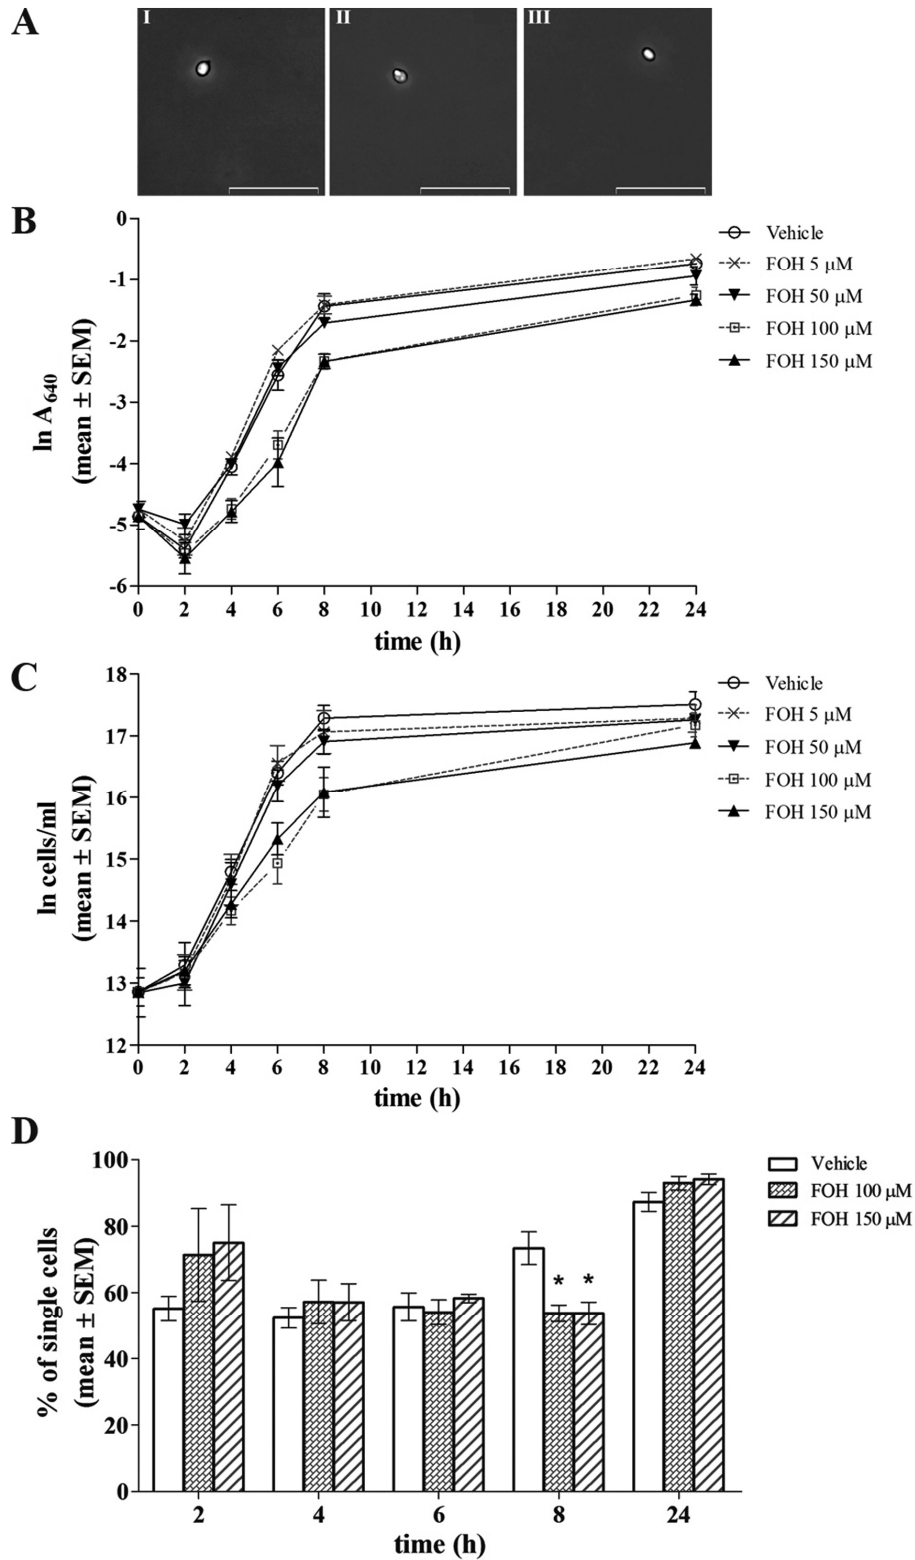 A
I
II
III
B
0
-1
-2
-3
-4
-5
-6
ln A640
(mean ± SEM)
0 2 4 6 8 10 12 14 16 18 20 22 24
time (h)
Vehicle
FOH 5 µM
FOH 50 µM
FOH 100 µM
FOH 150 µM
C
18
17
16
15
14
13
12
ln cells/ml
(mean ± SEM)
0 2 4 6 8 10 12 14 16 18 20 22 24
time (h)
Vehicle
FOH 5 µM
FOH 50 µM
FOH 100 µM
FOH 150 µM
D
100
80
60
40
20
0
% of single cells
(mean ± SEM)
* *
2 4 6 8 24
time (h)
Vehicle
FOH 100 µM
FOH 150 µM